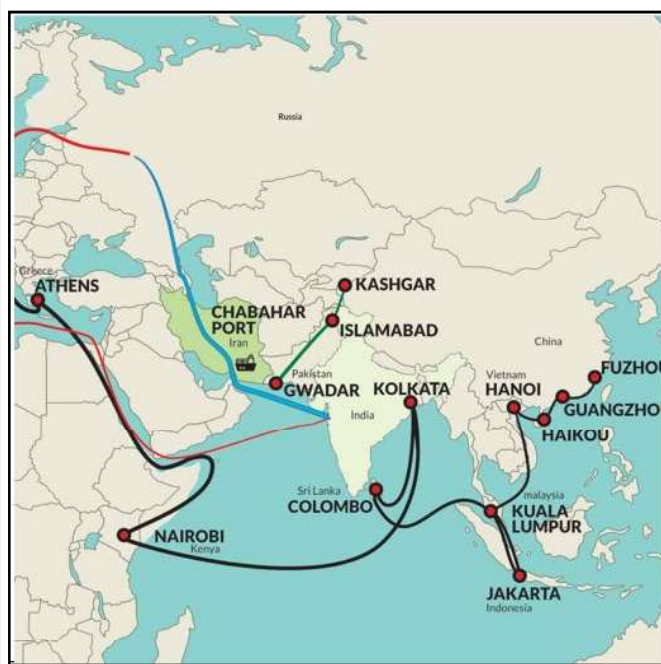 Russia
Greece
ATHENS
CHABAHAR
PORT
Iran
KASHGAR
ISLAMABAD
China
Pakistan
GWADAR
KOLKATA
India
Vietnam
HANOI
FUZHOU
GUANGZHO
HAIKOU
Sri Lanka
COLOMBO
malaysia
KUALA
LUMPUR
NAIROBI
Kenya
JAKARTA
Indonesia